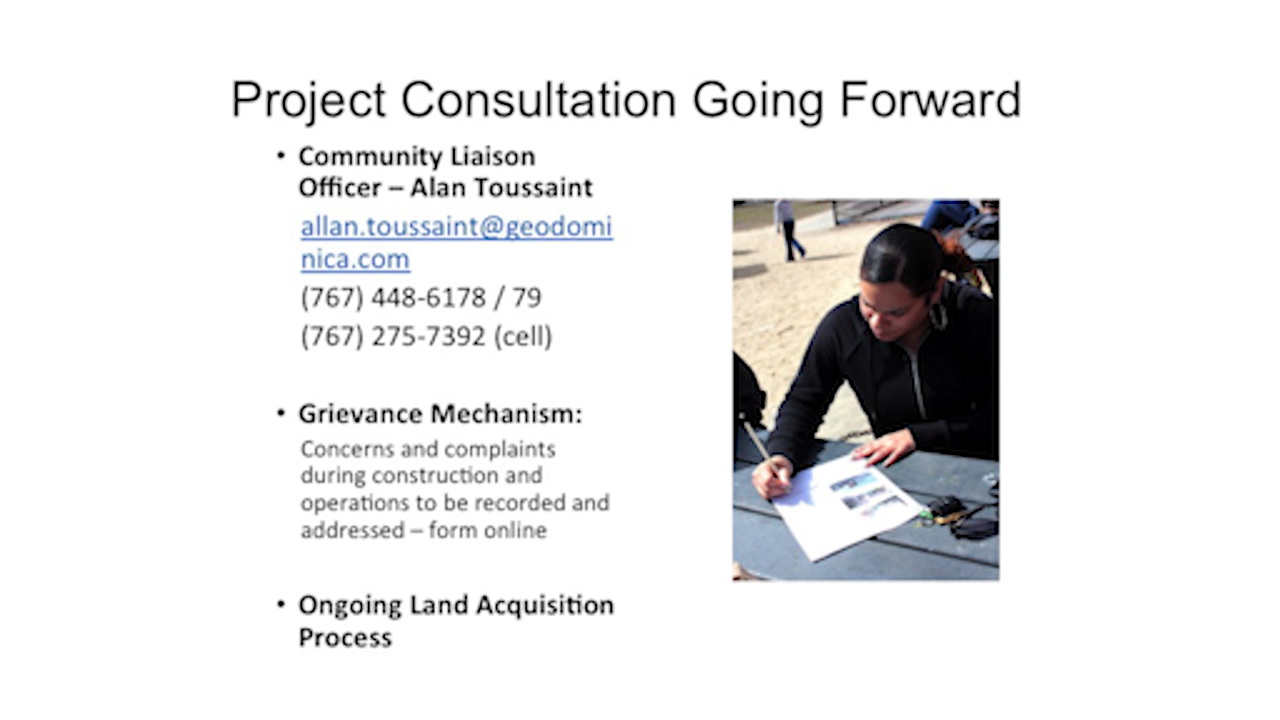 Project Consultation Going Forward
• Community Liaison
Officer – Alan Toussaint
allan.toussaint@geodomi
nica.com
(767) 448-6178 / 79
(767) 275-7392 (cell)
• Grievance Mechanism:
Concerns and complaints
during construction and
operations to be recorded and
addressed – form online
• Ongoing Land Acquisition
Process